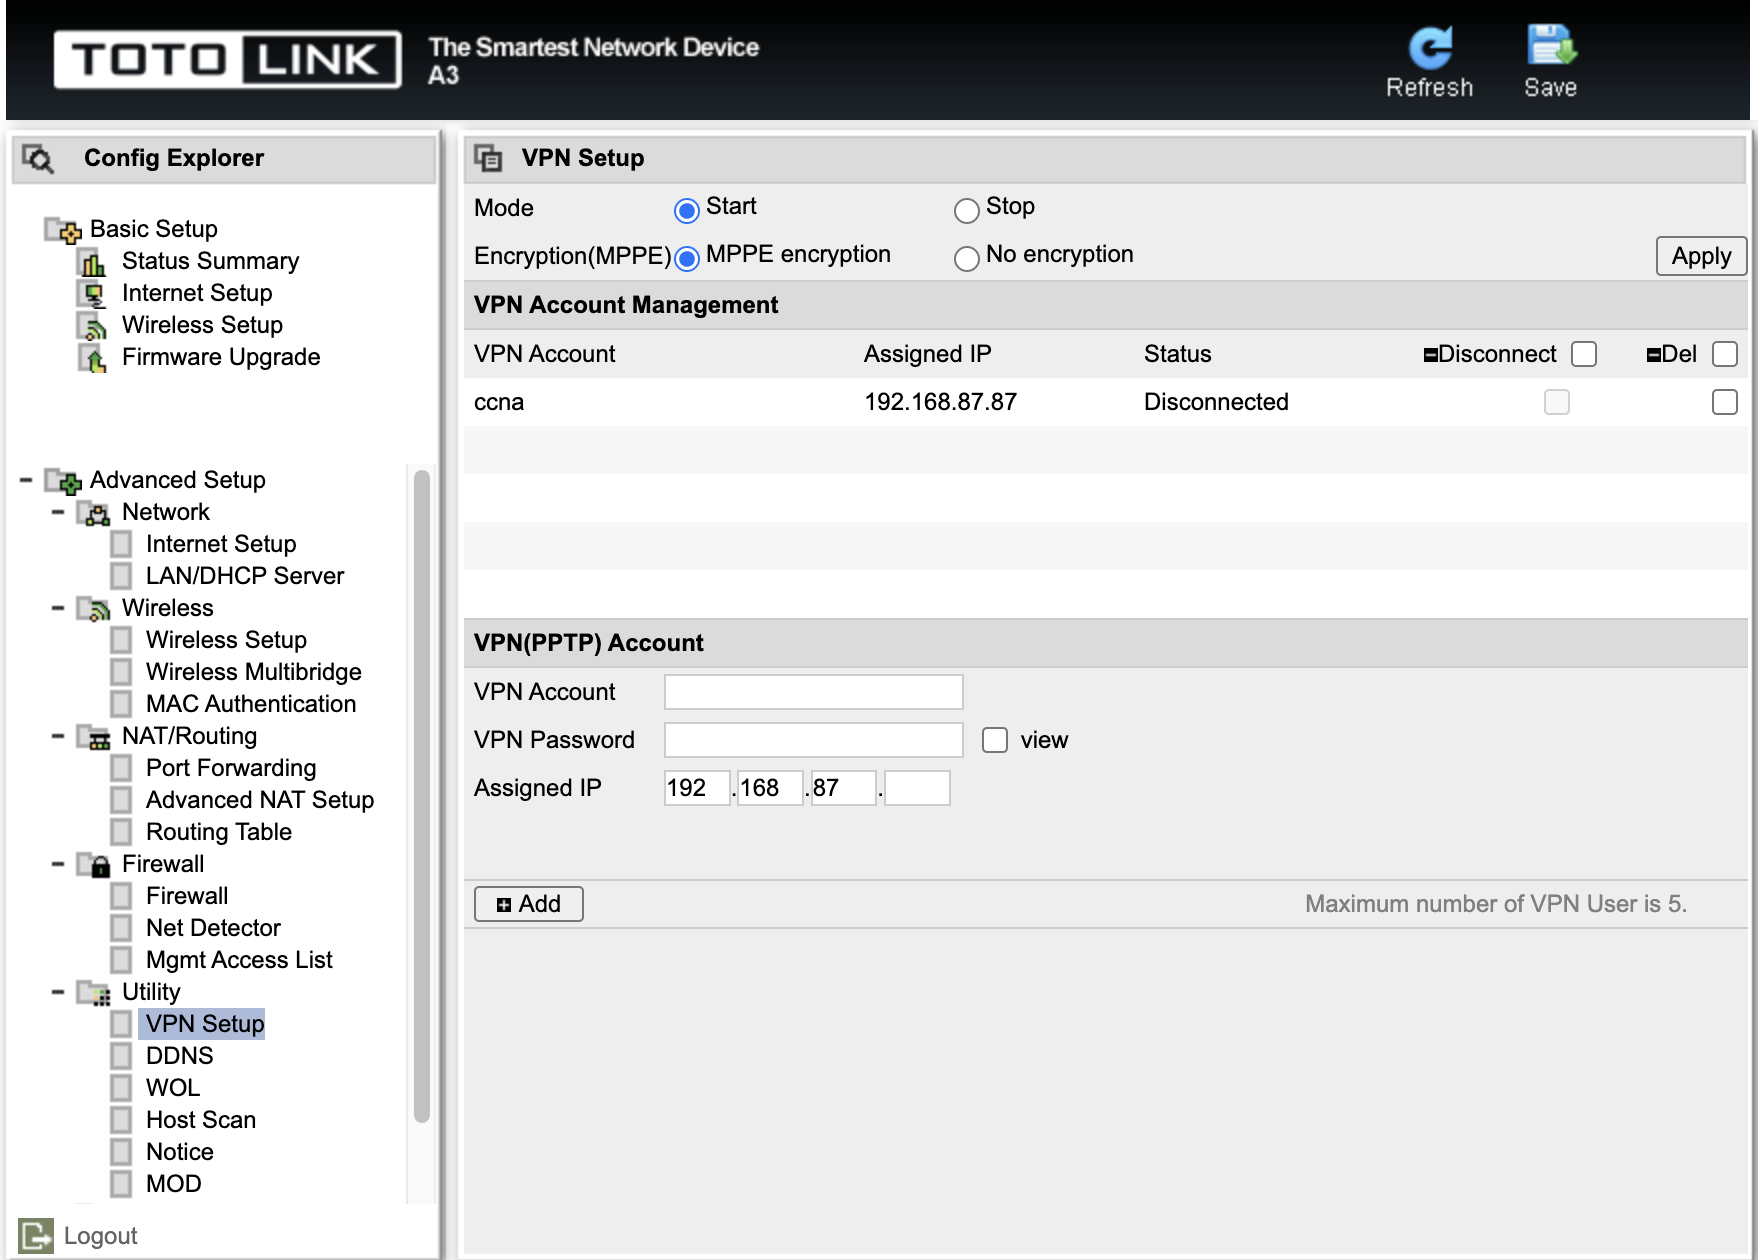 TOTO LINK
The Smartest Network Device
A3
Refresh
Save
Config Explorer
Basic Setup
Status Summary
Internet Setup
Wireless Setup
Firmware Upgrade
Advanced Setup
Network
Internet Setup
LAN/DHCP Server
Wireless
Wireless Setup
Wireless Multibridge
MAC Authentication
NAT/Routing
Port Forwarding
Advanced NAT Setup
Routing Table
Firewall
Firewall
Net Detector
Mgmt Access List
Utility
VPN Setup
DDNS
WOL
Host Scan
Notice
MOD
Logout
VPN Setup
Mode Start Stop
Encryption(MPPE) MPPE encryption No encryption Apply
VPN Account Management
VPN Account Assigned IP Status Disconnect Del
ccna 192.168.87.87 Disconnected
VPN(PPTP) Account
VPN Account
VPN Password view
Assigned IP 192 . 168 . 87 .
Add Maximum number of VPN User is 5.